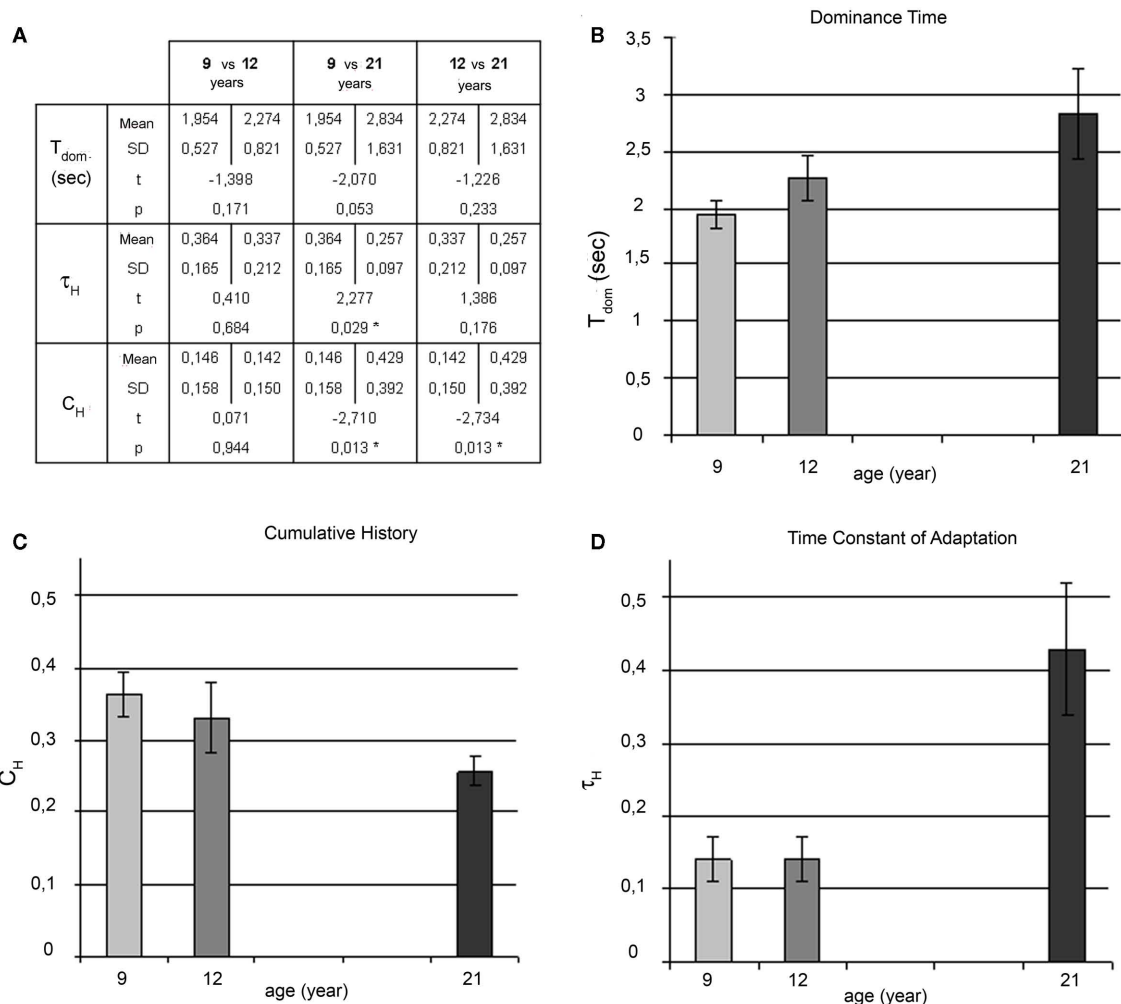 A
9 vs 12
years
9 vs 21
years
12 vs 21
years
T dom
(sec)
Mean 1,954 2,274 1,954 2,834 2,274 2,834
SD 0,527 0,821 0,527 1,631 0,821 1,631
t -1,398 -2,070 -1,226
p 0,171 0,053 0,233
τH
Mean 0,364 0,337 0,364 0,257 0,337 0,257
SD 0,165 0,212 0,165 0,097 0,212 0,097
t 0,410 2,277 1,386
p 0,684 0,029 * 0,176
CH
Mean 0,146 0,142 0,146 0,429 0,142 0,429
SD 0,158 0,150 0,158 0,392 0,150 0,392
t 0,071 -2,710 -2,734
p 0,944 0,013 * 0,013 *
B
Dominance Time
3,5
3
2,5
2
1,5
1
0,5
0
Tdom (sec)
9 12 21
age (year)
C
Cumulative History
0,5
0,4
0,3
0,2
0,1
0
CH
9 12 21
age (year)
D
Time Constant of Adaptation
0,5
0,4
0,3
0,2
0,1
0
τH
9 12 21
age (year)